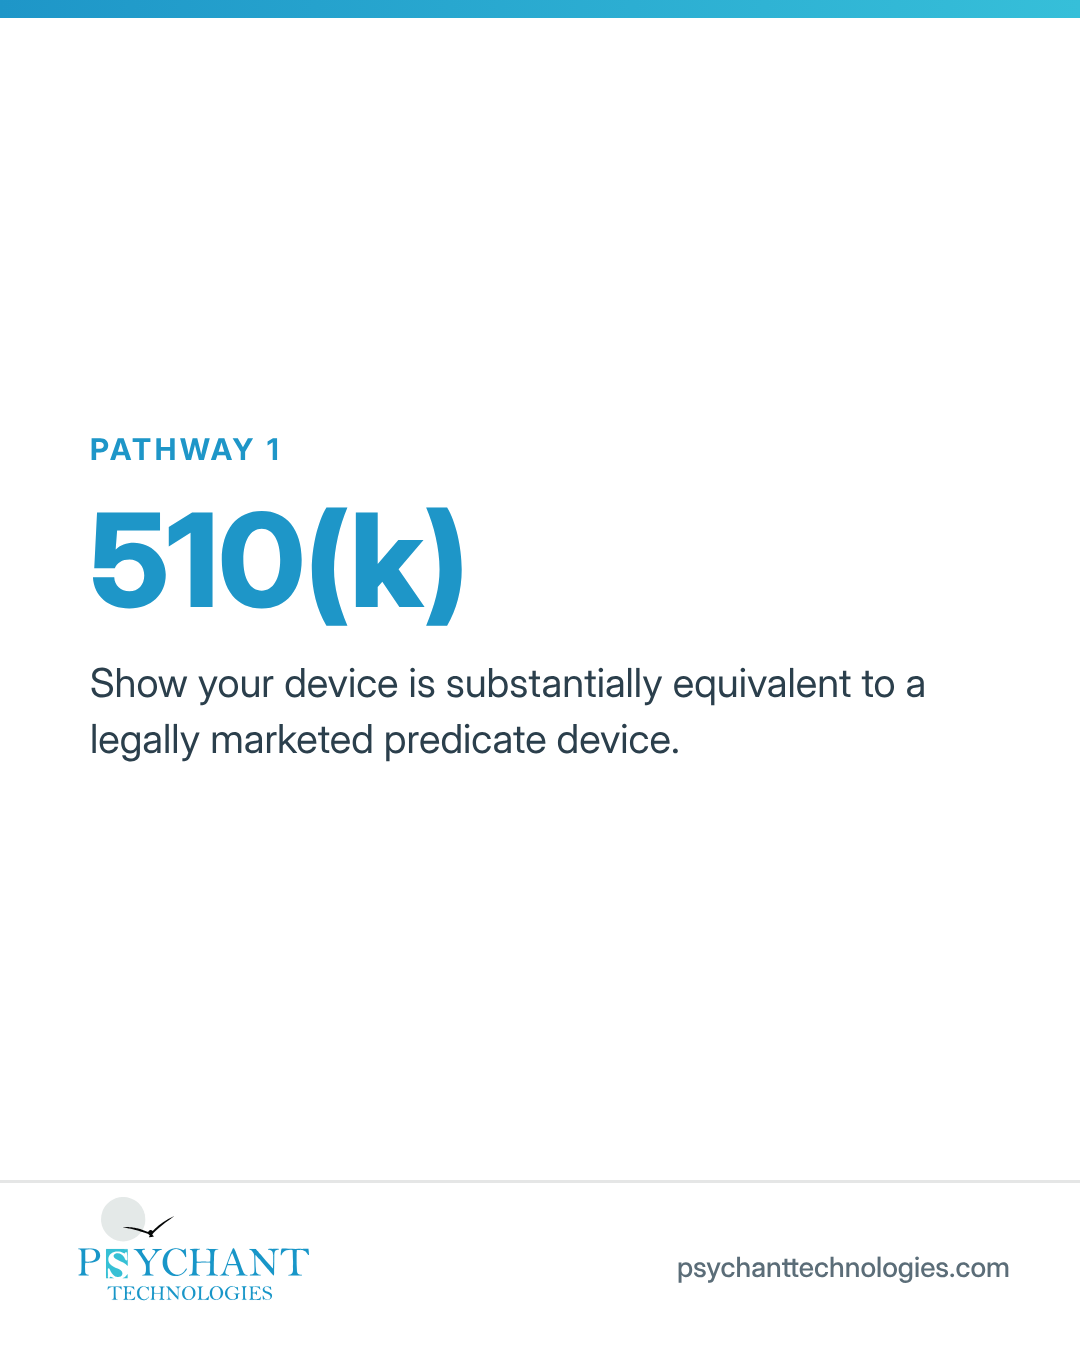 PATHWAY 1
510(k)
Show your device is substantially equivalent to a
legally marketed predicate device.
PSYCHANT
TECHNOLOGIES
psychanttechnologies.com